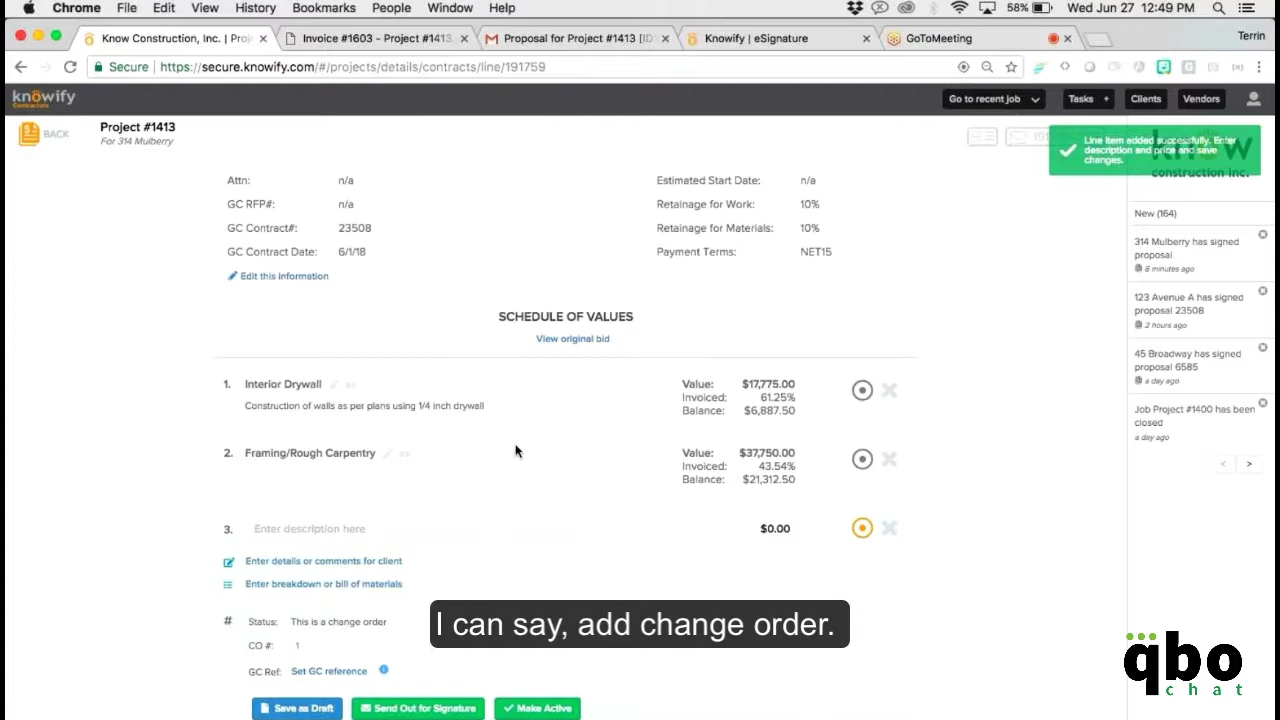 Chrome File Edit View History Bookmarks People Window Help 58% Wed Jun 27 12:49 PM
Know Construction, Inc. | Proj
Invoice #1603 - Project #1413
Proposal for Project #1413 [ID
Knowify | eSignature
GoToMeeting
Terrin
Secure | https://secure.knowify.com/#/projects/details/contracts/line/191759
knowify
Contractors
Go to recent job
Tasks +
Clients
Vendors
BACK
Project #1413
For 314 Mulberry
Line item added successfully. Enter
description and price and save
changes.
know
construction inc.
Attn: n/a
GC RFP#: n/a
GC Contract#: 23508
GC Contract Date: 6/1/18
Edit this information
Estimated Start Date: n/a
Retainage for Work: 10%
Retainage for Materials: 10%
Payment Terms: NET15
SCHEDULE OF VALUES
View original bid
1. Interior Drywall
Construction of walls as per plans using 1/4 inch drywall
Value: $17,775.00
Invoiced: 61.25%
Balance: $6,887.50
2. Framing/Rough Carpentry
Value: $37,750.00
Invoiced: 43.54%
Balance: $21,312.50
3. Enter description here $0.00
Enter details or comments for client
Enter breakdown or bill of materials
# Status: This is a change order
CO #: 1
GC Ref: Set GC reference
Save as Draft
Send Out for Signature
Make Active
New (164)
314 Mulberry has signed
proposal
8 minutes ago
123 Avenue A has signed
proposal 23508
2 hours ago
45 Broadway has signed
proposal 6585
a day ago
Job Project #1400 has been
closed
a day ago
< >
I can say, add change order.
qbo
chat